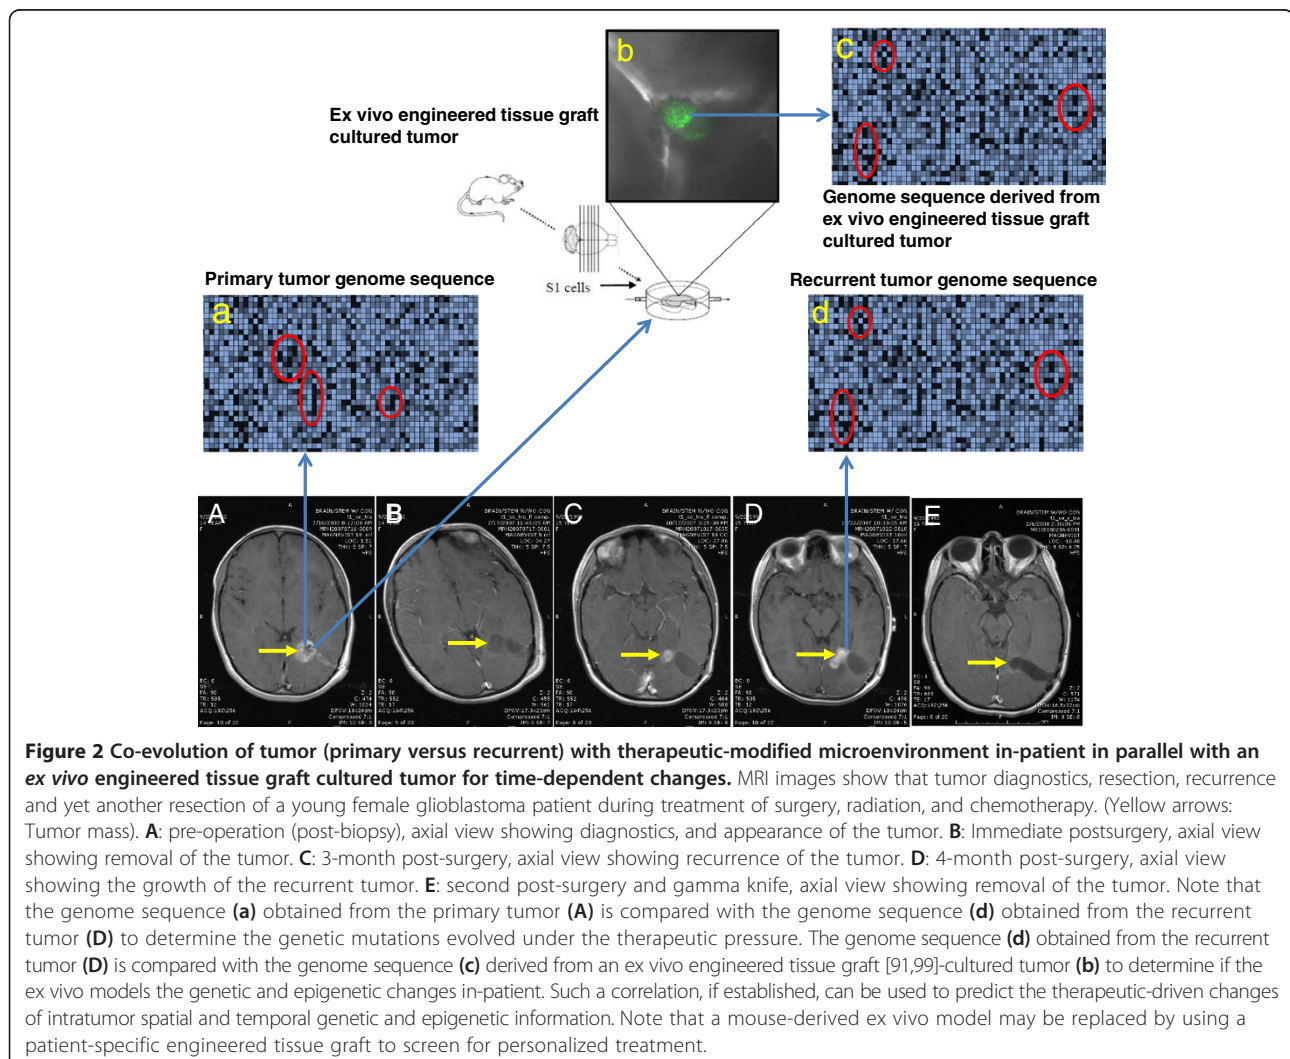 b
c
Ex vivo engineered tissue graft
cultured tumor
Genome sequence derived from
ex vivo engineered tissue graft
cultured tumor
S1 cells
Primary tumor genome sequence
Recurrent tumor genome sequence
a
d
A
B
C
D
E
Figure 2 Co-evolution of tumor (primary versus recurrent) with therapeutic-modified microenvironment in-patient in parallel with an
ex vivo engineered tissue graft cultured tumor for time-dependent changes. MRI images show that tumor diagnostics, resection, recurrence
and yet another resection of a young female glioblastoma patient during treatment of surgery, radiation, and chemotherapy. (Yellow arrows:
Tumor mass). A: pre-operation (post-biopsy), axial view showing diagnostics, and appearance of the tumor. B: Immediate postsurgery, axial view
showing removal of the tumor. C: 3-month post-surgery, axial view showing recurrence of the tumor. D: 4-month post-surgery, axial view
showing the growth of the recurrent tumor. E: second post-surgery and gamma knife, axial view showing removal of the tumor. Note that
the genome sequence (a) obtained from the primary tumor (A) is compared with the genome sequence (d) obtained from the recurrent
tumor (D) to determine the genetic mutations evolved under the therapeutic pressure. The genome sequence (d) obtained from the recurrent
tumor (D) is compared with the genome sequence (c) derived from an ex vivo engineered tissue graft [91,99]-cultured tumor (b) to determine if the
ex vivo models the genetic and epigenetic changes in-patient. Such a correlation, if established, can be used to predict the therapeutic-driven changes
of intratumor spatial and temporal genetic and epigenetic information. Note that a mouse-derived ex vivo model may be replaced by using a
patient-specific engineered tissue graft to screen for personalized treatment.